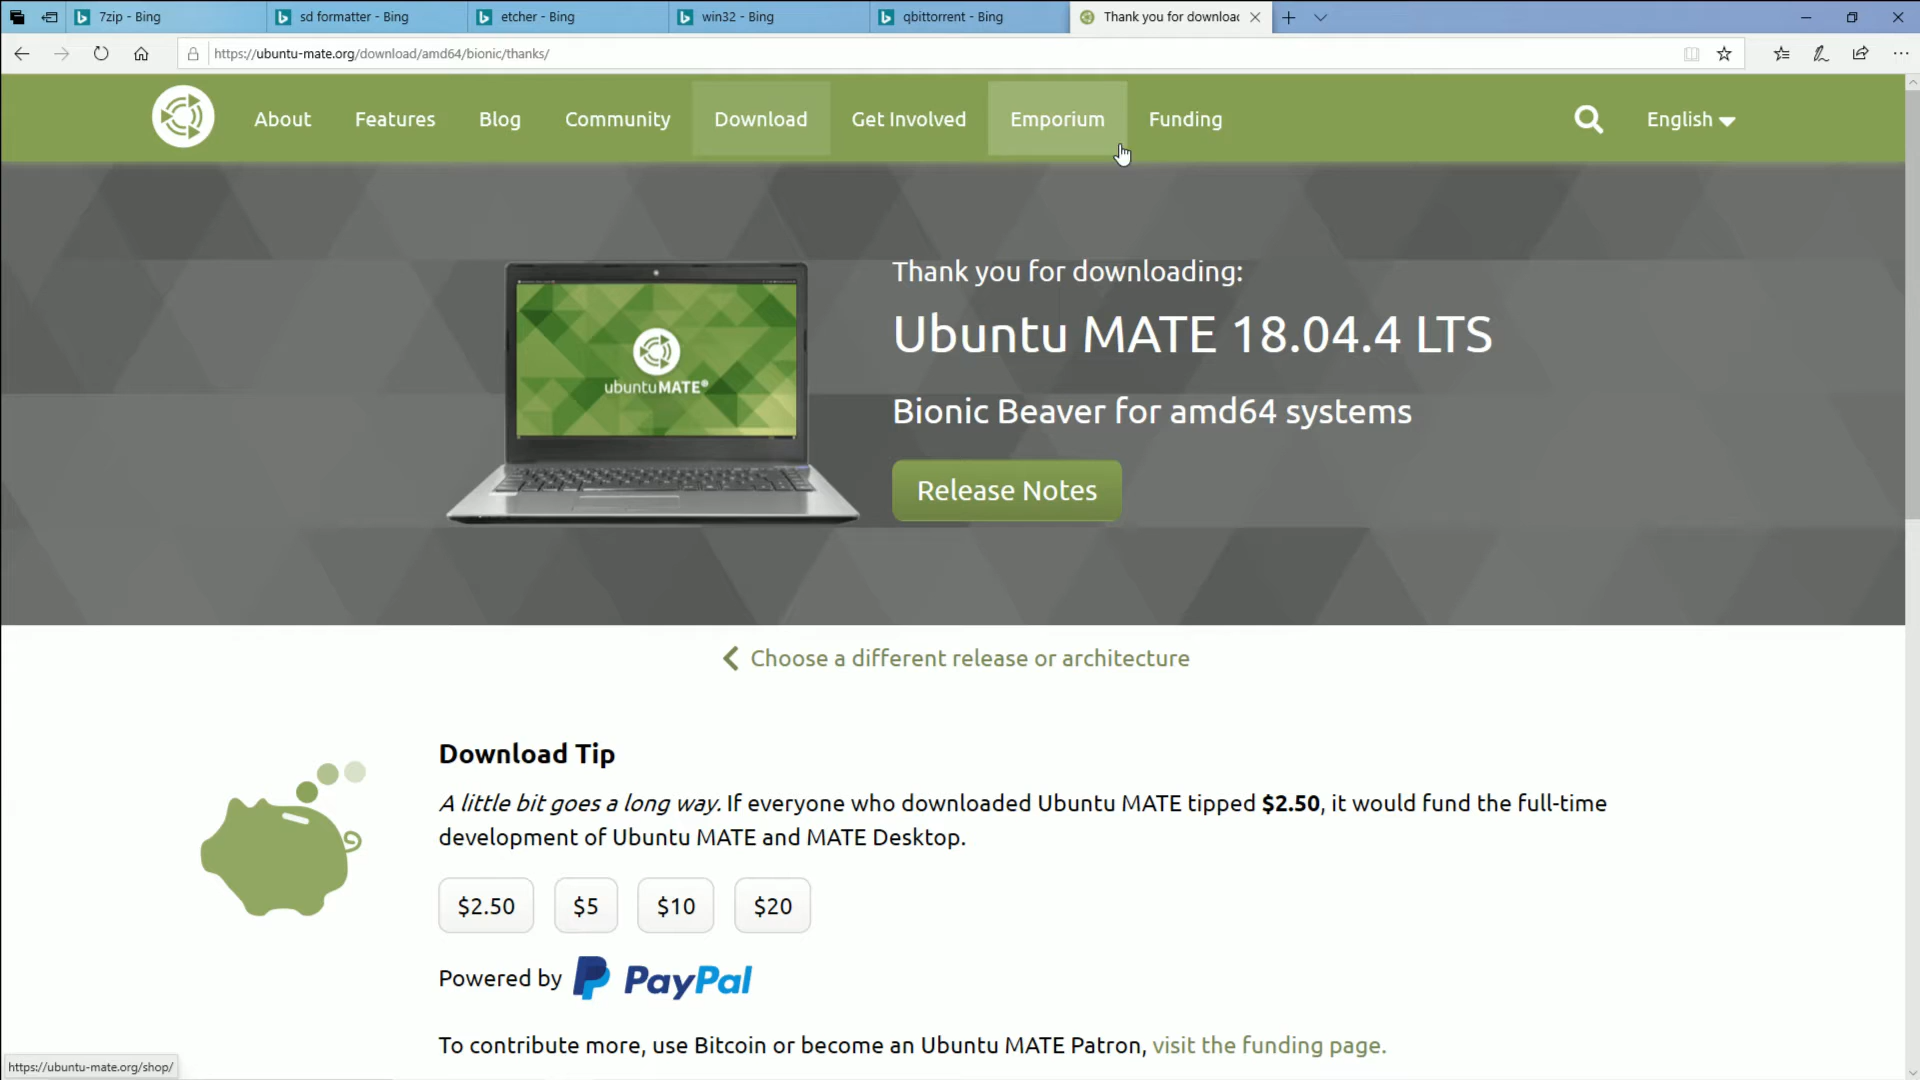 7zip - Bing
sd formatter - Bing
etcher - Bing
win32 - Bing
qbittorrent - Bing
Thank you for downloac
https://ubuntu-mate.org/download/amd64/bionic/thanks/
About
Features
Blog
Community
Download
Get Involved
Emporium
Funding
English
Thank you for downloading:
Ubuntu MATE 18.04.4 LTS
Bionic Beaver for amd64 systems
Release Notes
ubuntuMATE®
Choose a different release or architecture
Download Tip
A little bit goes a long way. If everyone who downloaded Ubuntu MATE tipped $2.50, it would fund the full-time
development of Ubuntu MATE and MATE Desktop.
$2.50
$5
$10
$20
Powered by PayPal
To contribute more, use Bitcoin or become an Ubuntu MATE Patron, visit the funding page.
https://ubuntu-mate.org/shop/